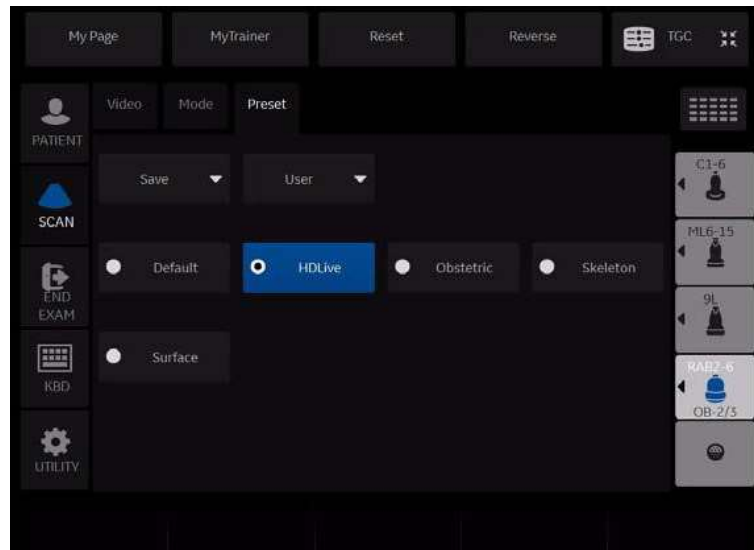 My Page
MyTrainer
Reset
Reverse
TGC
PATIENT
SCAN
END
EXAM
KBD
UTILITY
Video
Mode
Preset
Save
User
Default
HDLive
Obstetric
Skeleton
Surface
C1-6
ML6-15
9L
RAB2-6
OB-2/3